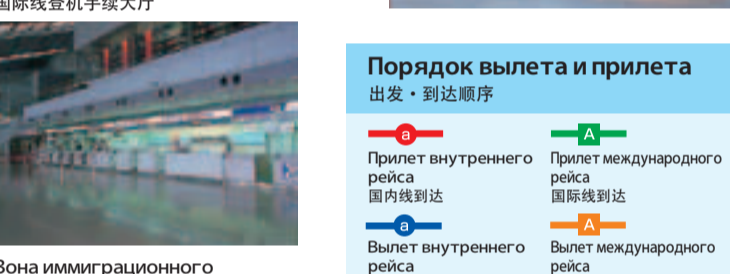 国际线登机手续大厅
Зона иммиграционного
Порядок вылета и прилета
出发・到达顺序
a
Прилет внутреннего
рейса
国内线到达
A
Прилет международного
рейса
国际线到达
a
Вылет внутреннего
рейса
A
Вылет международного
рейса